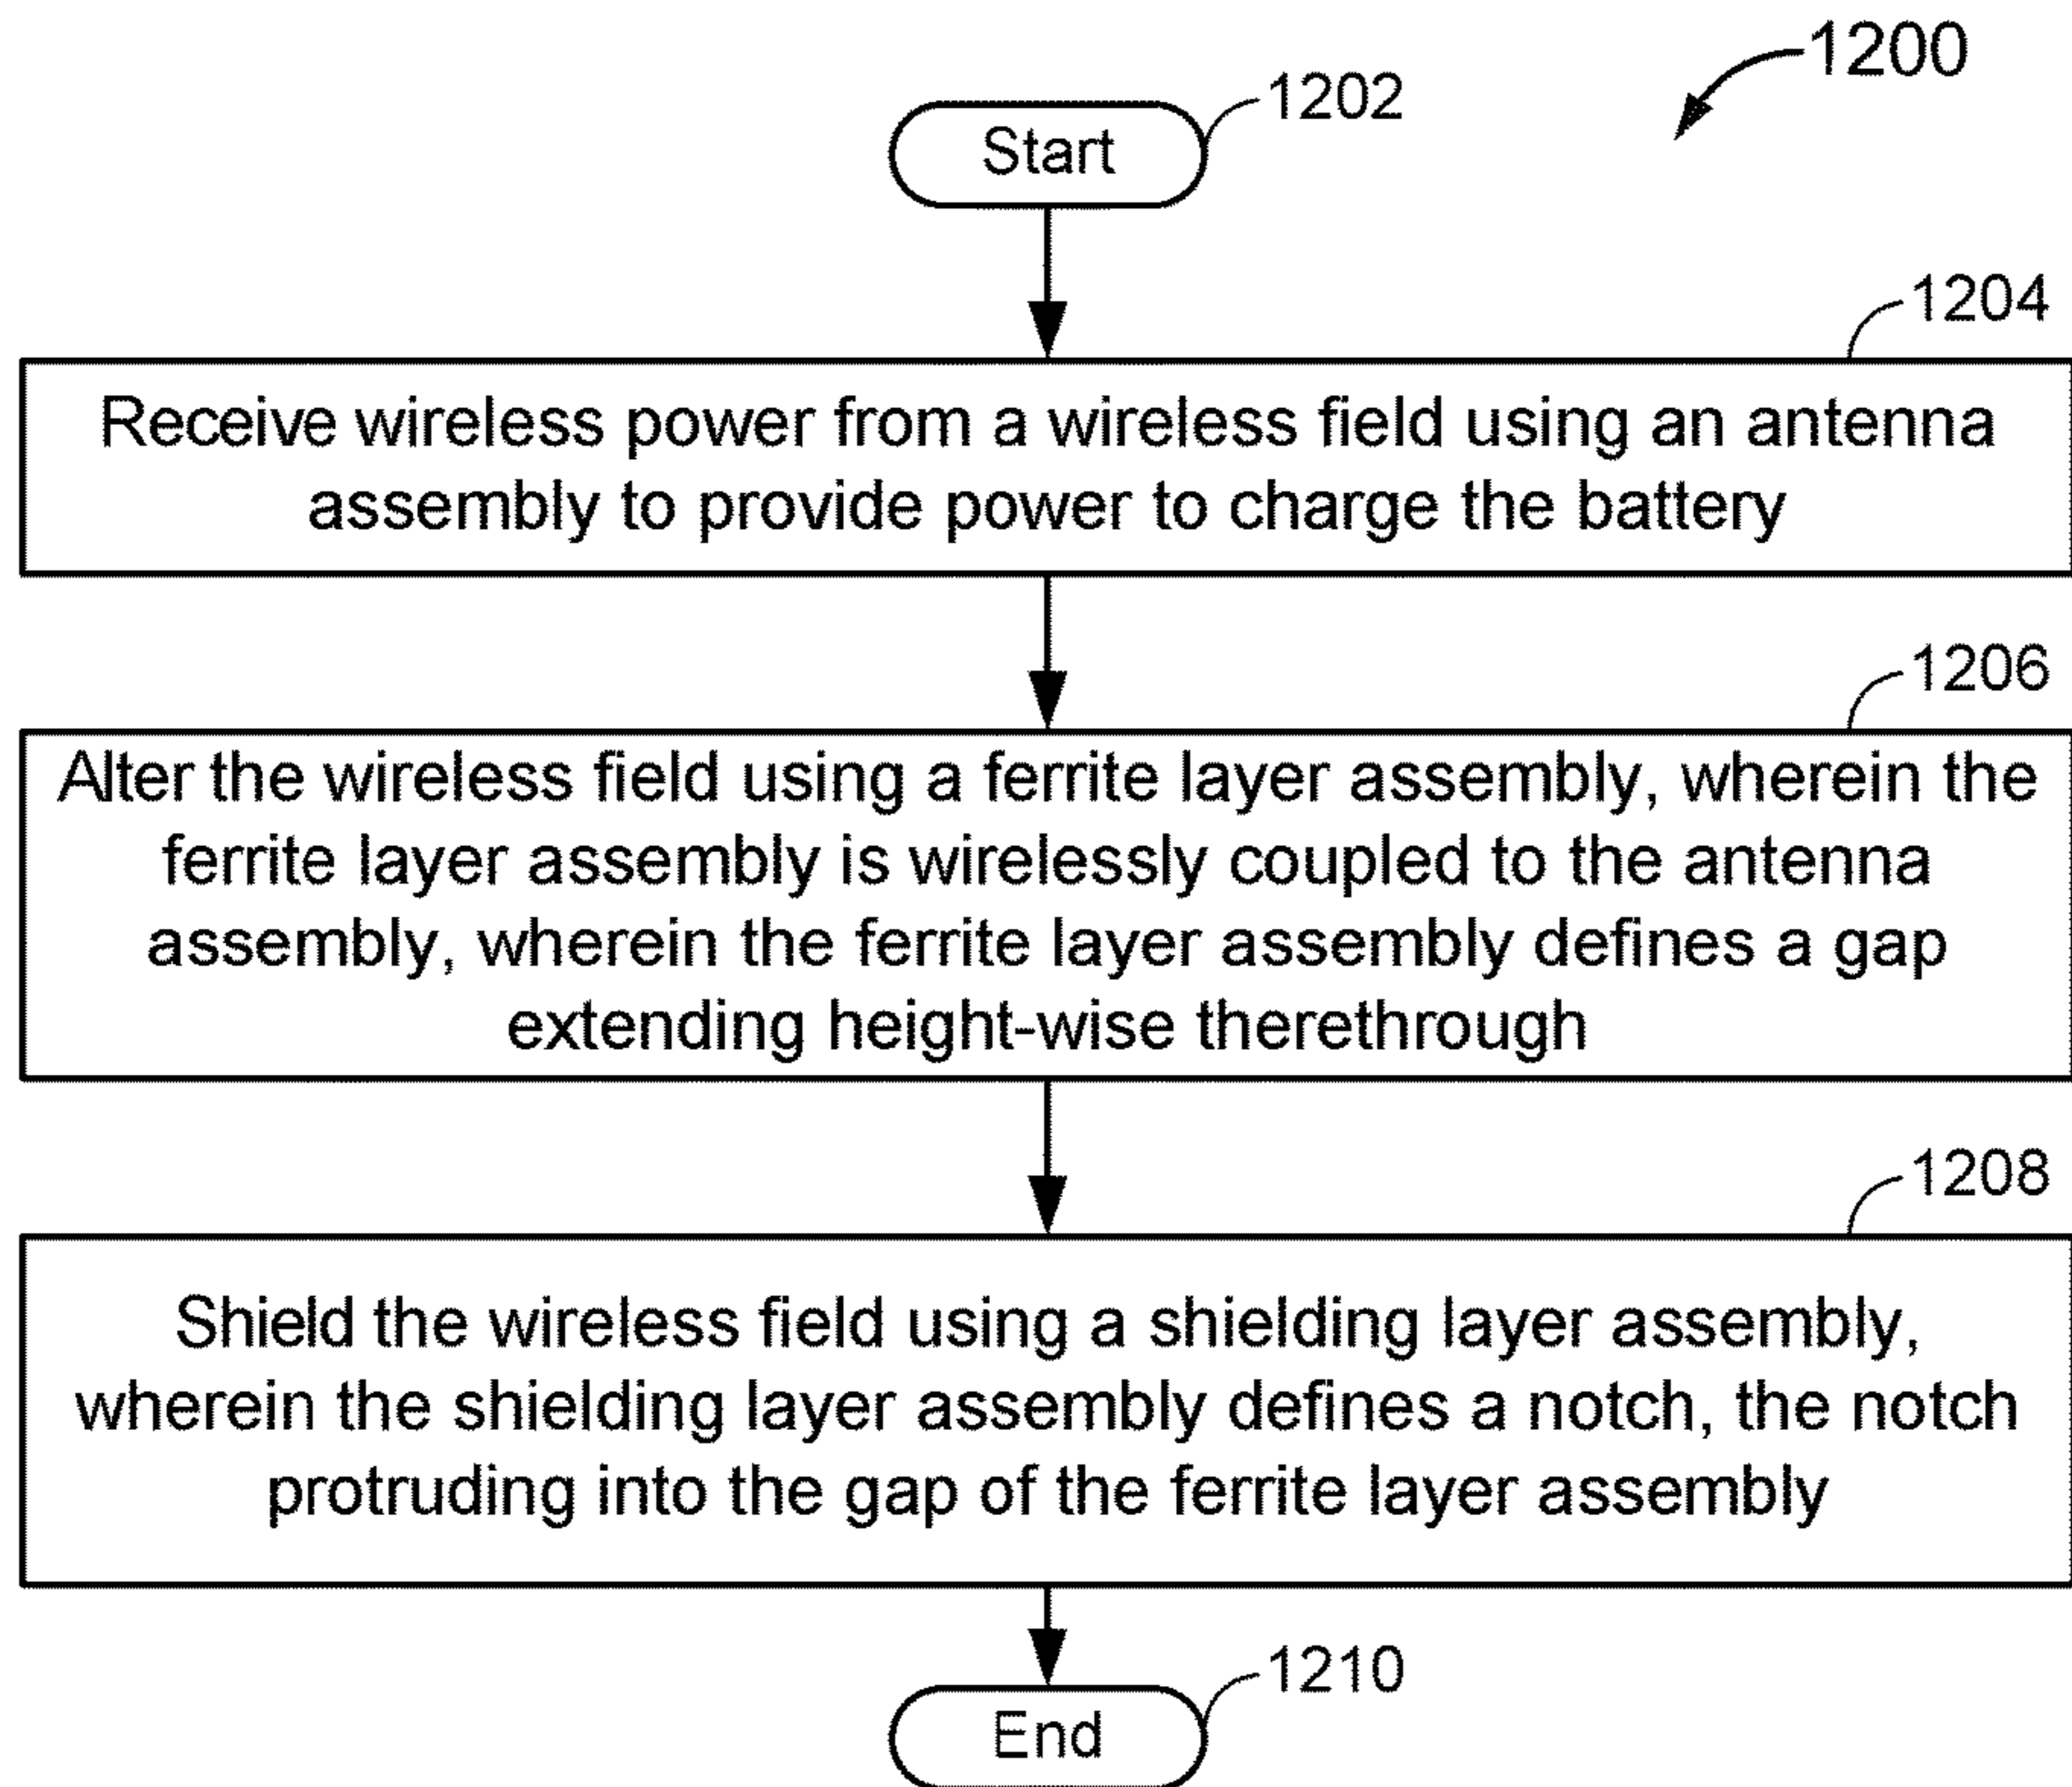 1200
1202
Start
1204
Receive wireless power from a wireless field using an antenna
assembly to provide power to charge the battery
1206
Alter the wireless field using a ferrite layer assembly, wherein the
ferrite layer assembly is wirelessly coupled to the antenna
assembly, wherein the ferrite layer assembly defines a gap
extending height-wise therethrough
1208
Shield the wireless field using a shielding layer assembly,
wherein the shielding layer assembly defines a notch, the notch
protruding into the gap of the ferrite layer assembly
1210
End